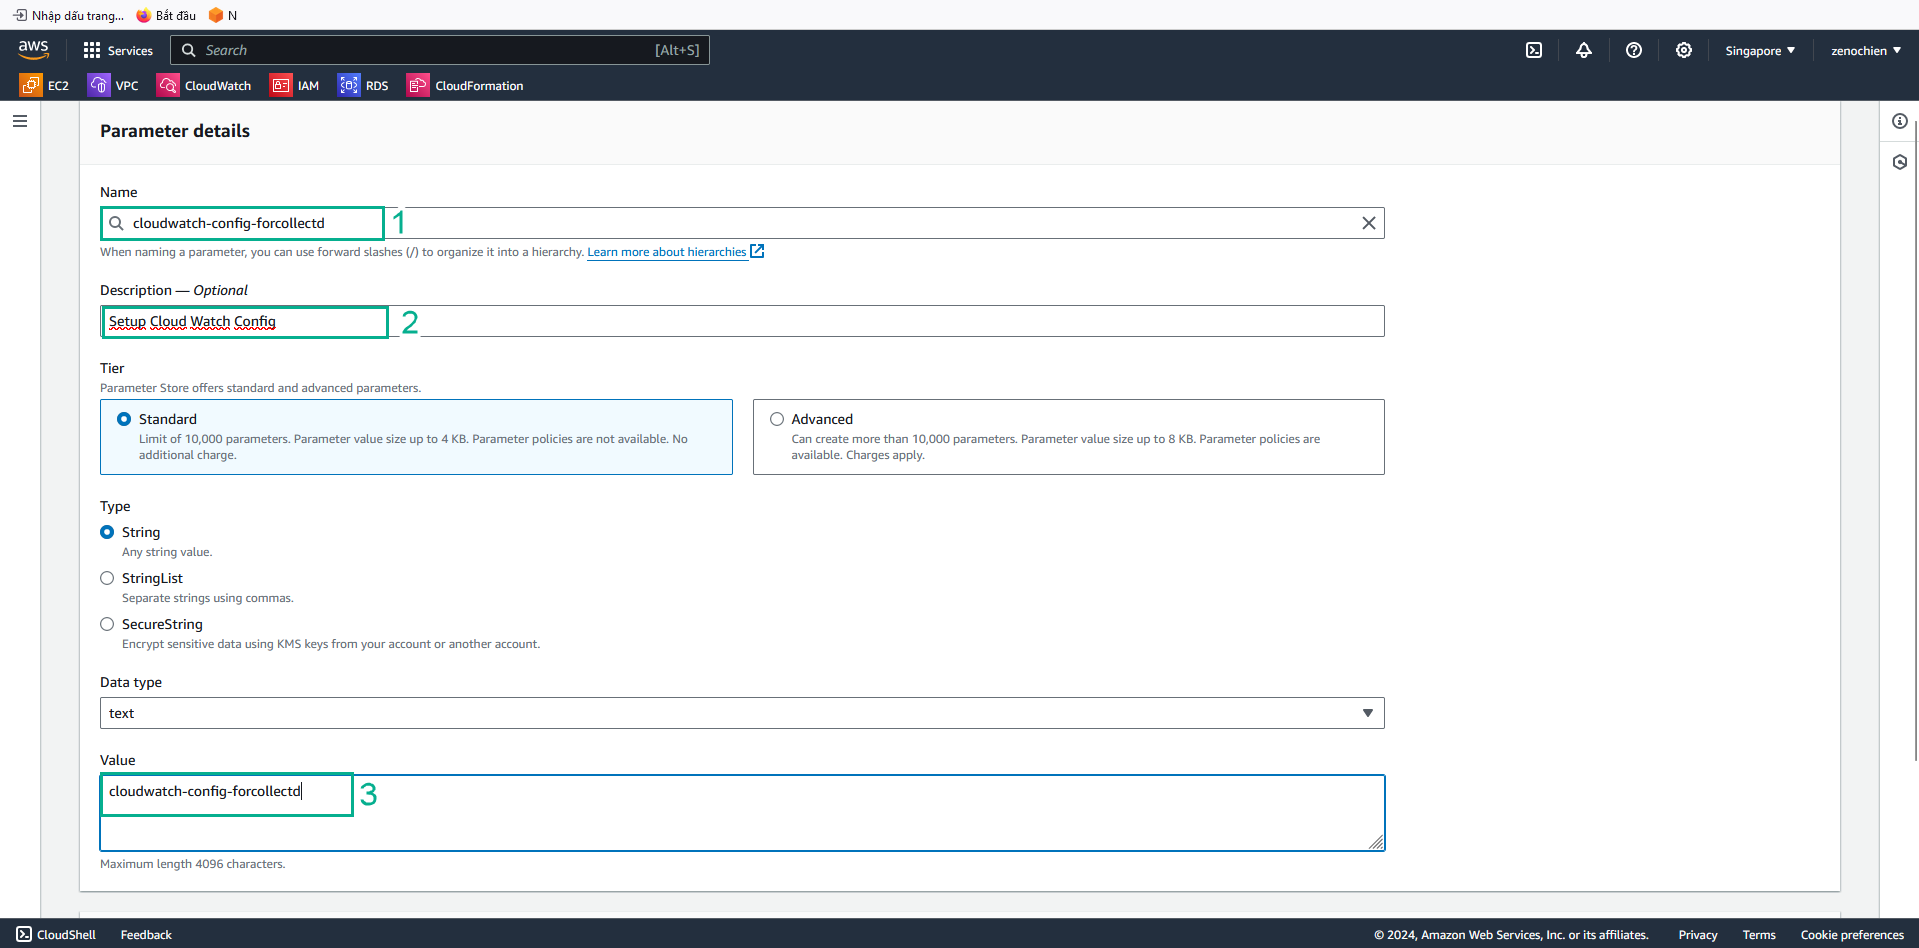 Nhập dấu trang... Bắt đầu N
aws Services Search [Alt+S] Singapore zenochien
EC2 VPC CloudWatch IAM RDS CloudFormation
Parameter details
Name
cloudwatch-config-forcollectd 1
When naming a parameter, you can use forward slashes (/) to organize it into a hierarchy. Learn more about hierarchies
Description — Optional
Setup Cloud Watch Config 2
Tier
Parameter Store offers standard and advanced parameters.
Standard
Limit of 10,000 parameters. Parameter value size up to 4 KB. Parameter policies are not available. No
additional charge.
Advanced
Can create more than 10,000 parameters. Parameter value size up to 8 KB. Parameter policies are
available. Charges apply.
Type
String
Any string value.
StringList
Separate strings using commas.
SecureString
Encrypt sensitive data using KMS keys from your account or another account.
Data type
text
Value
cloudwatch-config-forcollectd 3
Maximum length 4096 characters.
CloudShell Feedback © 2024, Amazon Web Services, Inc. or its affiliates. Privacy Terms Cookie preferences